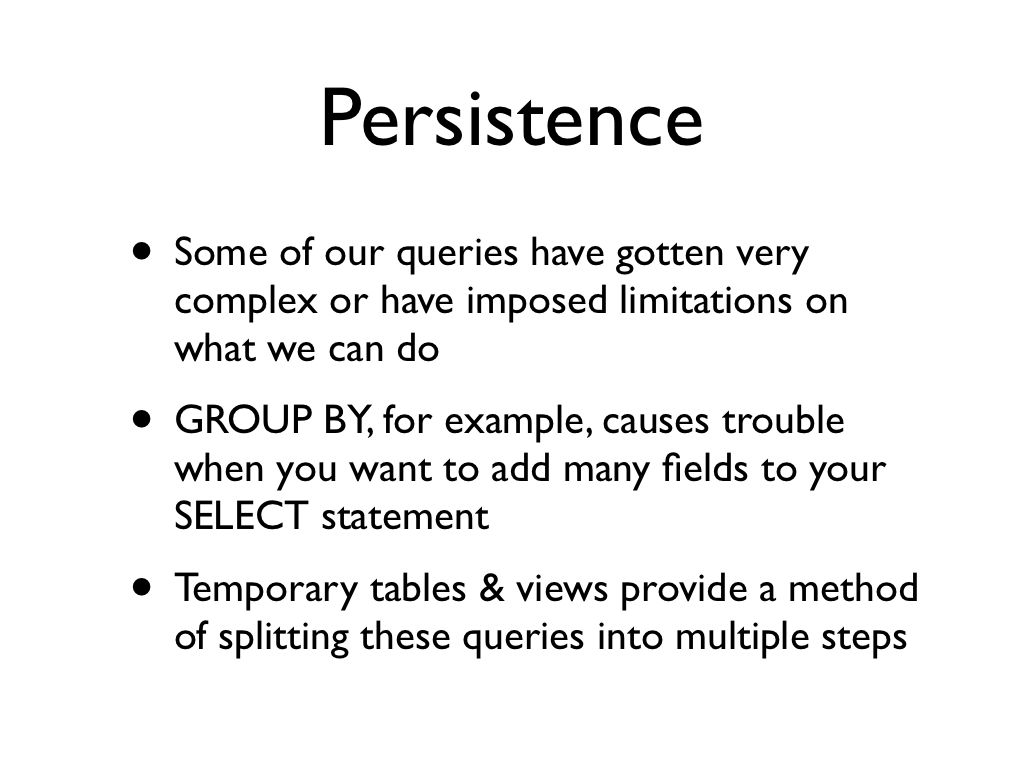 Persistence
• Some of our queries have gotten very
complex or have imposed limitations on
what we can do
• GROUP BY, for example, causes trouble
when you want to add many fields to your
SELECT statement
• Temporary tables & views provide a method
of splitting these queries into multiple steps